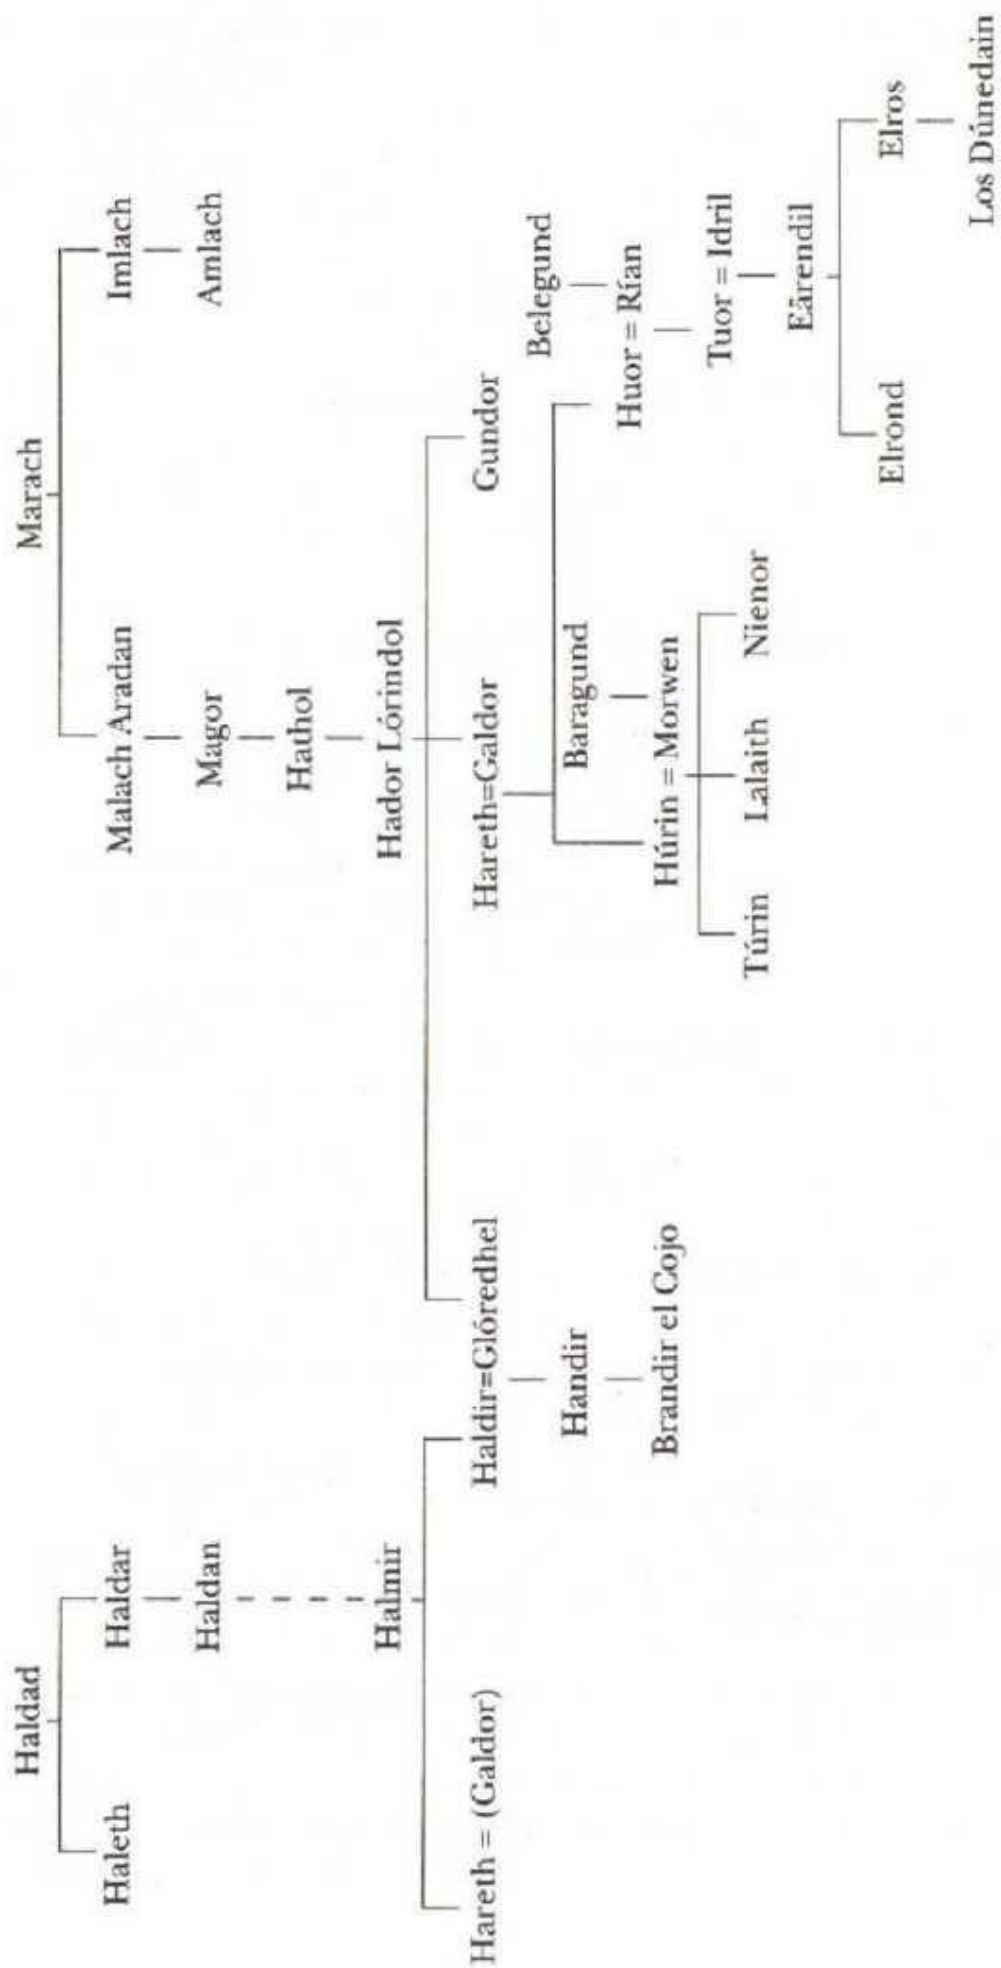 Haldad Marach
Haleth Haldar Malach Aradan Imlach
Haldan Magor Amlach
Hathol
Halmir Hador Lórindol
Hareth = (Galdor) Haldir=Glóredhel Hareth=Galdor Gundor
Belegund
Handir Baragund
Huor = Rían
Brandir el Cojo Húrin = Morwen
Tuor = Idril
Túrin Lalaith Nienor
Eärendil
Elrond Elros
Los Dúnedain